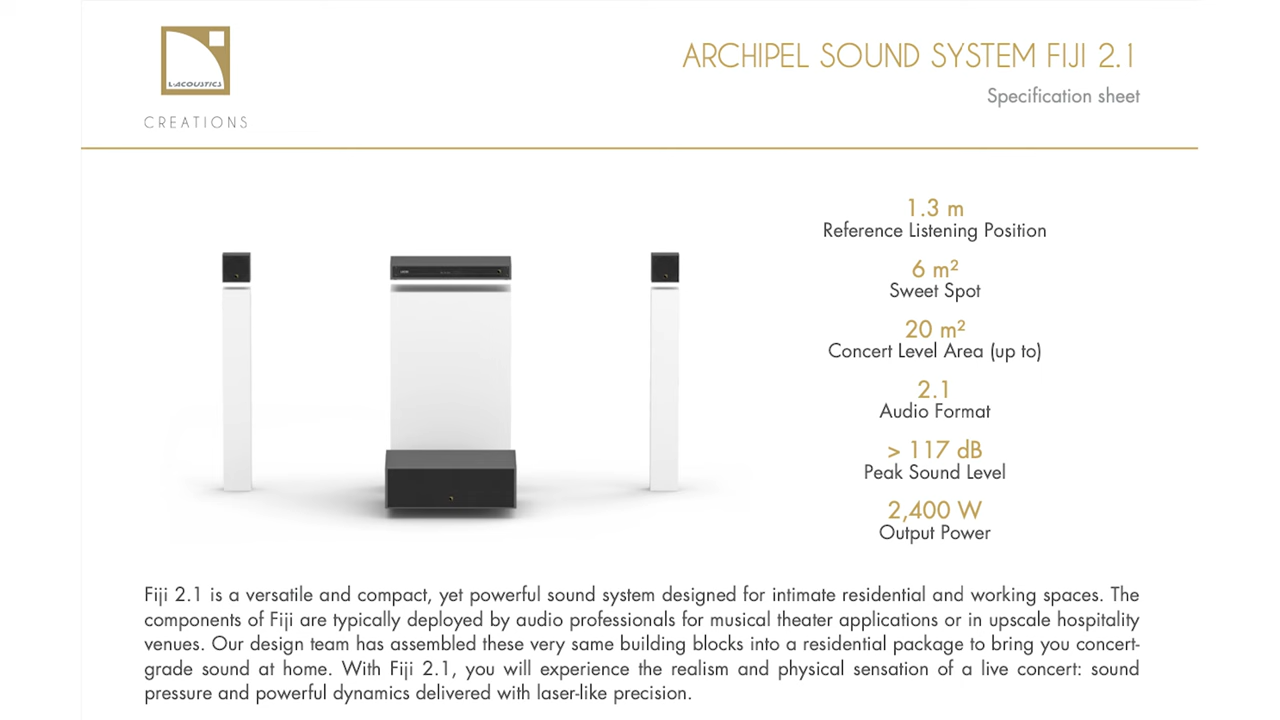 L-ACOUSTICS
CREATIONS
ARCHIPEL SOUND SYSTEM FIJI 2.1
Specification sheet
1.3 m
Reference Listening Position
6 m²
Sweet Spot
20 m²
Concert Level Area (up to)
2.1
Audio Format
> 117 dB
Peak Sound Level
2,400 W
Output Power
Fiji 2.1 is a versatile and compact, yet powerful sound system designed for intimate residential and working spaces. The
components of Fiji are typically deployed by audio professionals for musical theater applications or in upscale hospitality
venues. Our design team has assembled these very same building blocks into a residential package to bring you concert-
grade sound at home. With Fiji 2.1, you will experience the realism and physical sensation of a live concert: sound
pressure and powerful dynamics delivered with laser-like precision.